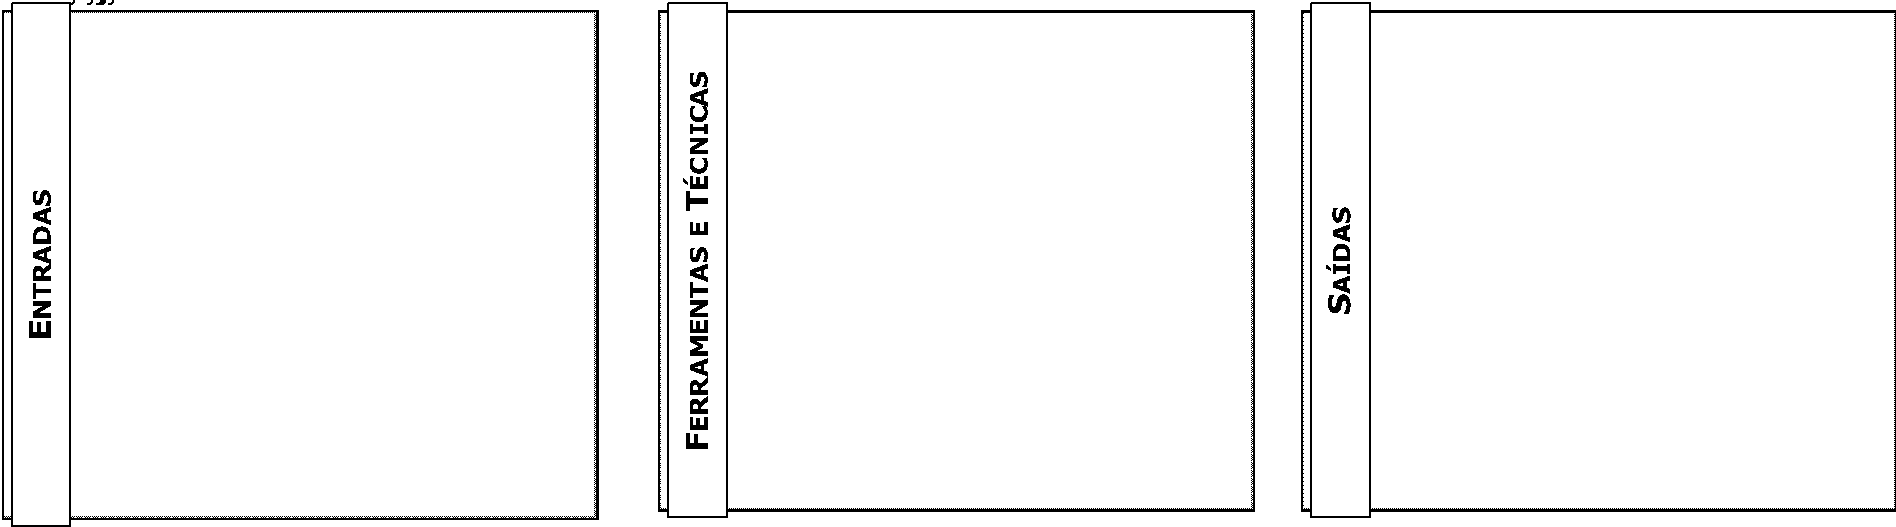 ENTRADAS
FERRAMENTAS E TÉCNICAS
SAÍDAS